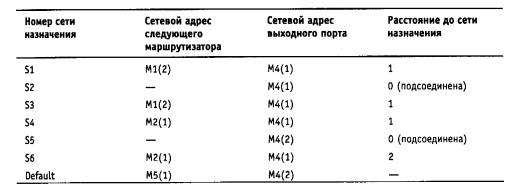 Номер сети назначения Сетевой адрес следующего маршрутизатора Сетевой адрес выходного порта Расстояние до сети назначения
S1 M1(2) M4(1) 1
S2 — M4(1) 0 (подсоединена)
S3 M1(2) M4(1) 1
S4 M2(1) M4(1) 1
S5 — M4(2) 0 (подсоединена)
S6 M2(1) M4(1) 2
Default M5(1) M4(2) —